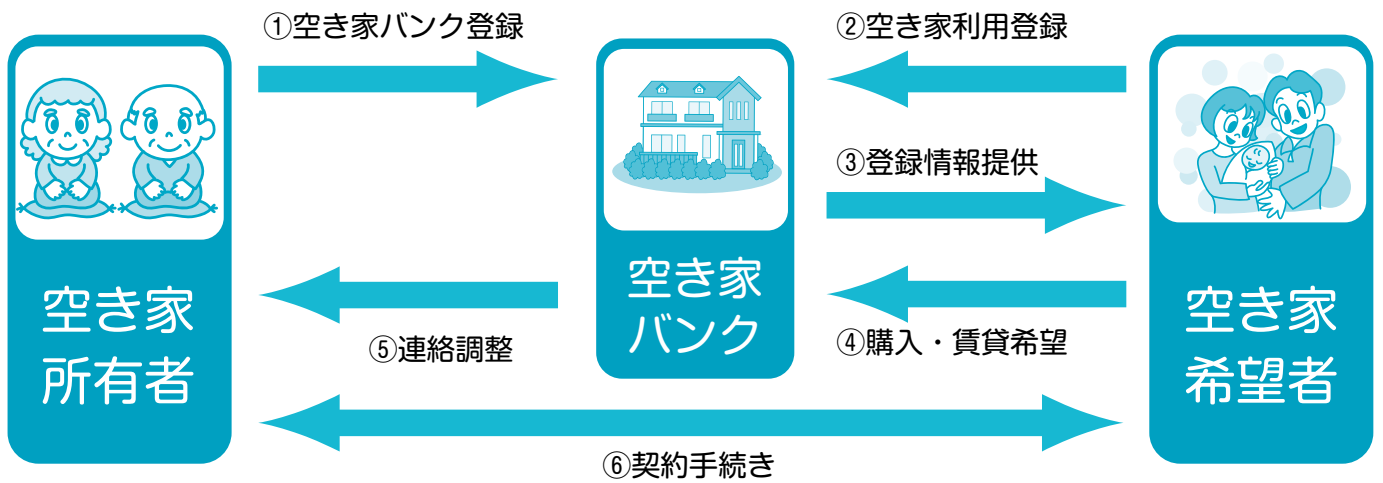 ①空き家バンク登録
②空き家利用登録
③登録情報提供
空き家
所有者
空き家
バンク
空き家
希望者
⑤連絡調整
④購入・賃貸希望
⑥契約手続き